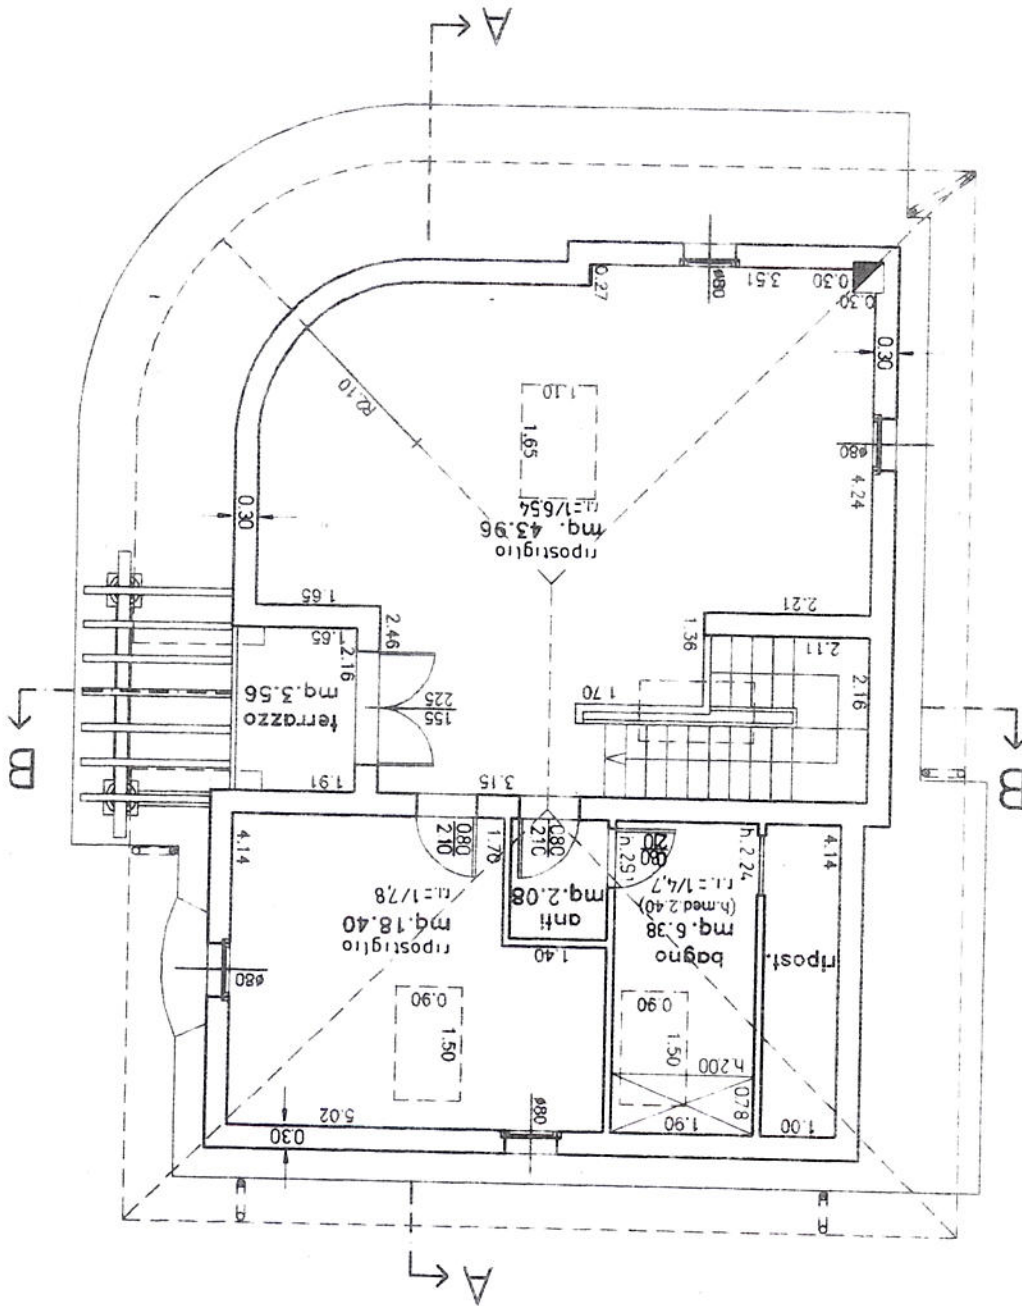 A
0.27
ø80
3.51
0.30
0.30
0.30
R2.10
1.10
1.65
ø80
4.24
ripostiglio
mq. 43.96
r.i.=1/6.54
0.30
1.65
2.46
1.65
2.16
terrazzo
mq.3.56
225
155
1.91
3.15
1.36
1.70
2.21
2.11
2.16
B
B
4.14
0.80
210
1.70
0.80
210
ripostiglio
mq.18.40
r.i.=1/7,8
anti
mq.2.08
1.40
h.2.91
h.2.24
bagno
mq. 6.38
(h.med.2.40)
r.i.=1/4,7
4.14
ripost.
ø80
0.90
1.50
0.90
1.50
h.200
0.78
1.90
1.00
5.02
0.30
ø80
A